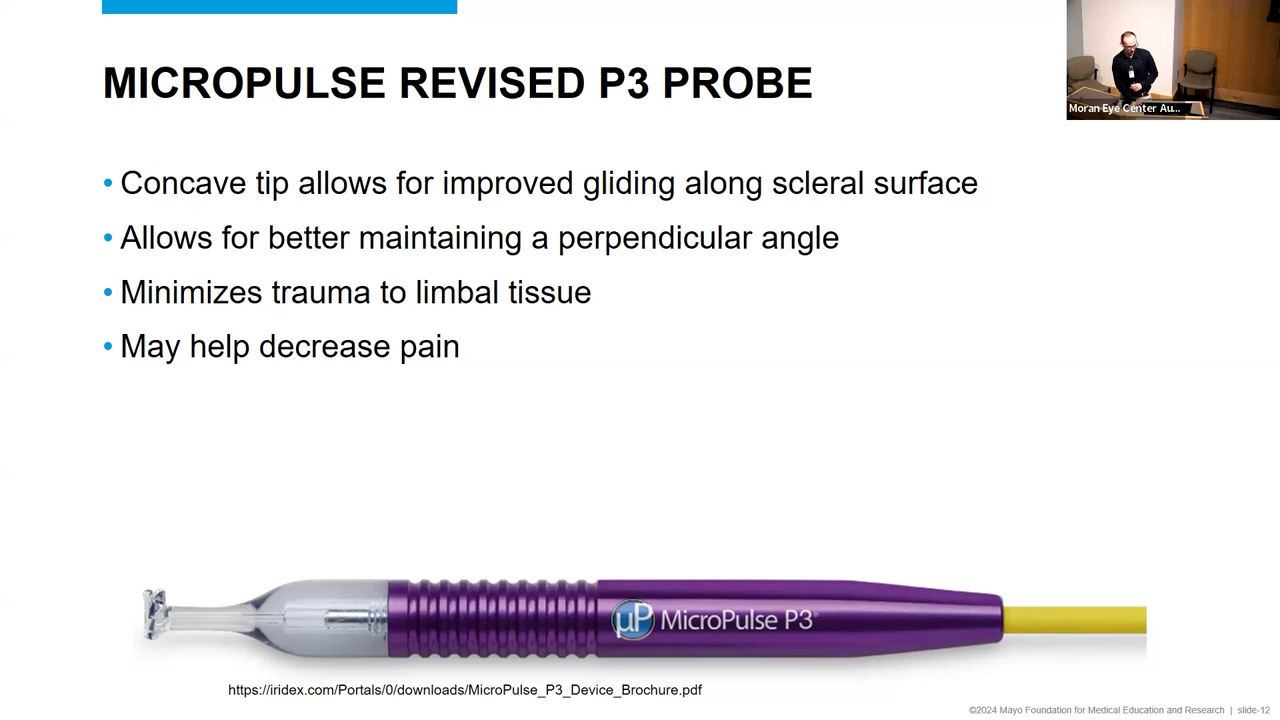 MICROPULSE REVISED P3 PROBE
Moran Eye Center Au...
• Concave tip allows for improved gliding along scleral surface
• Allows for better maintaining a perpendicular angle
• Minimizes trauma to limbal tissue
• May help decrease pain
µP MicroPulse P3®
https://iridex.com/Portals/0/downloads/MicroPulse_P3_Device_Brochure.pdf
©2024 Mayo Foundation for Medical Education and Research | slide-12